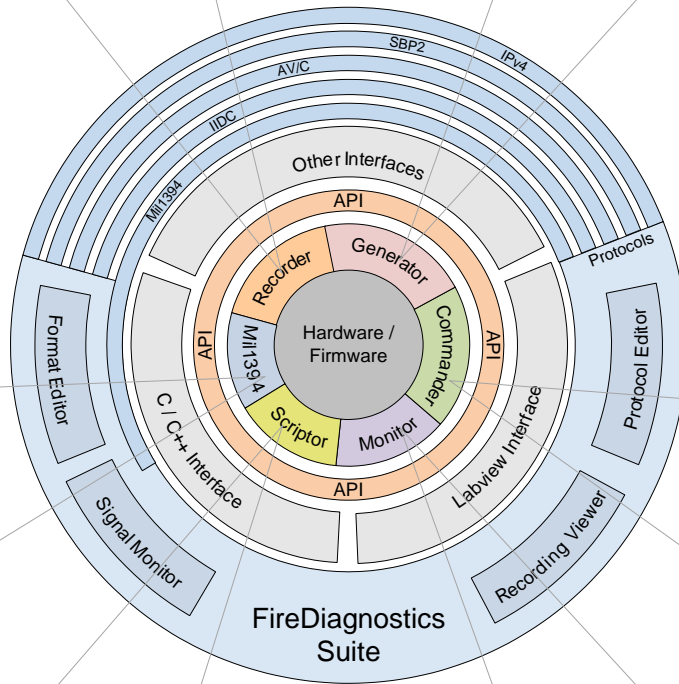 IPv4
SBP2
AV/C
IIDC
Mil1394
Other Interfaces
Protocols
API
Generator
Recorder
Hardware /
Firmware
Commander
Mil1394
Scriptor
Monitor
API
API
API
Format Editor
Protocol Editor
C / C++ Interface
Labview Interface
Signal Monitor
Recording Viewer
FireDiagnostics
Suite